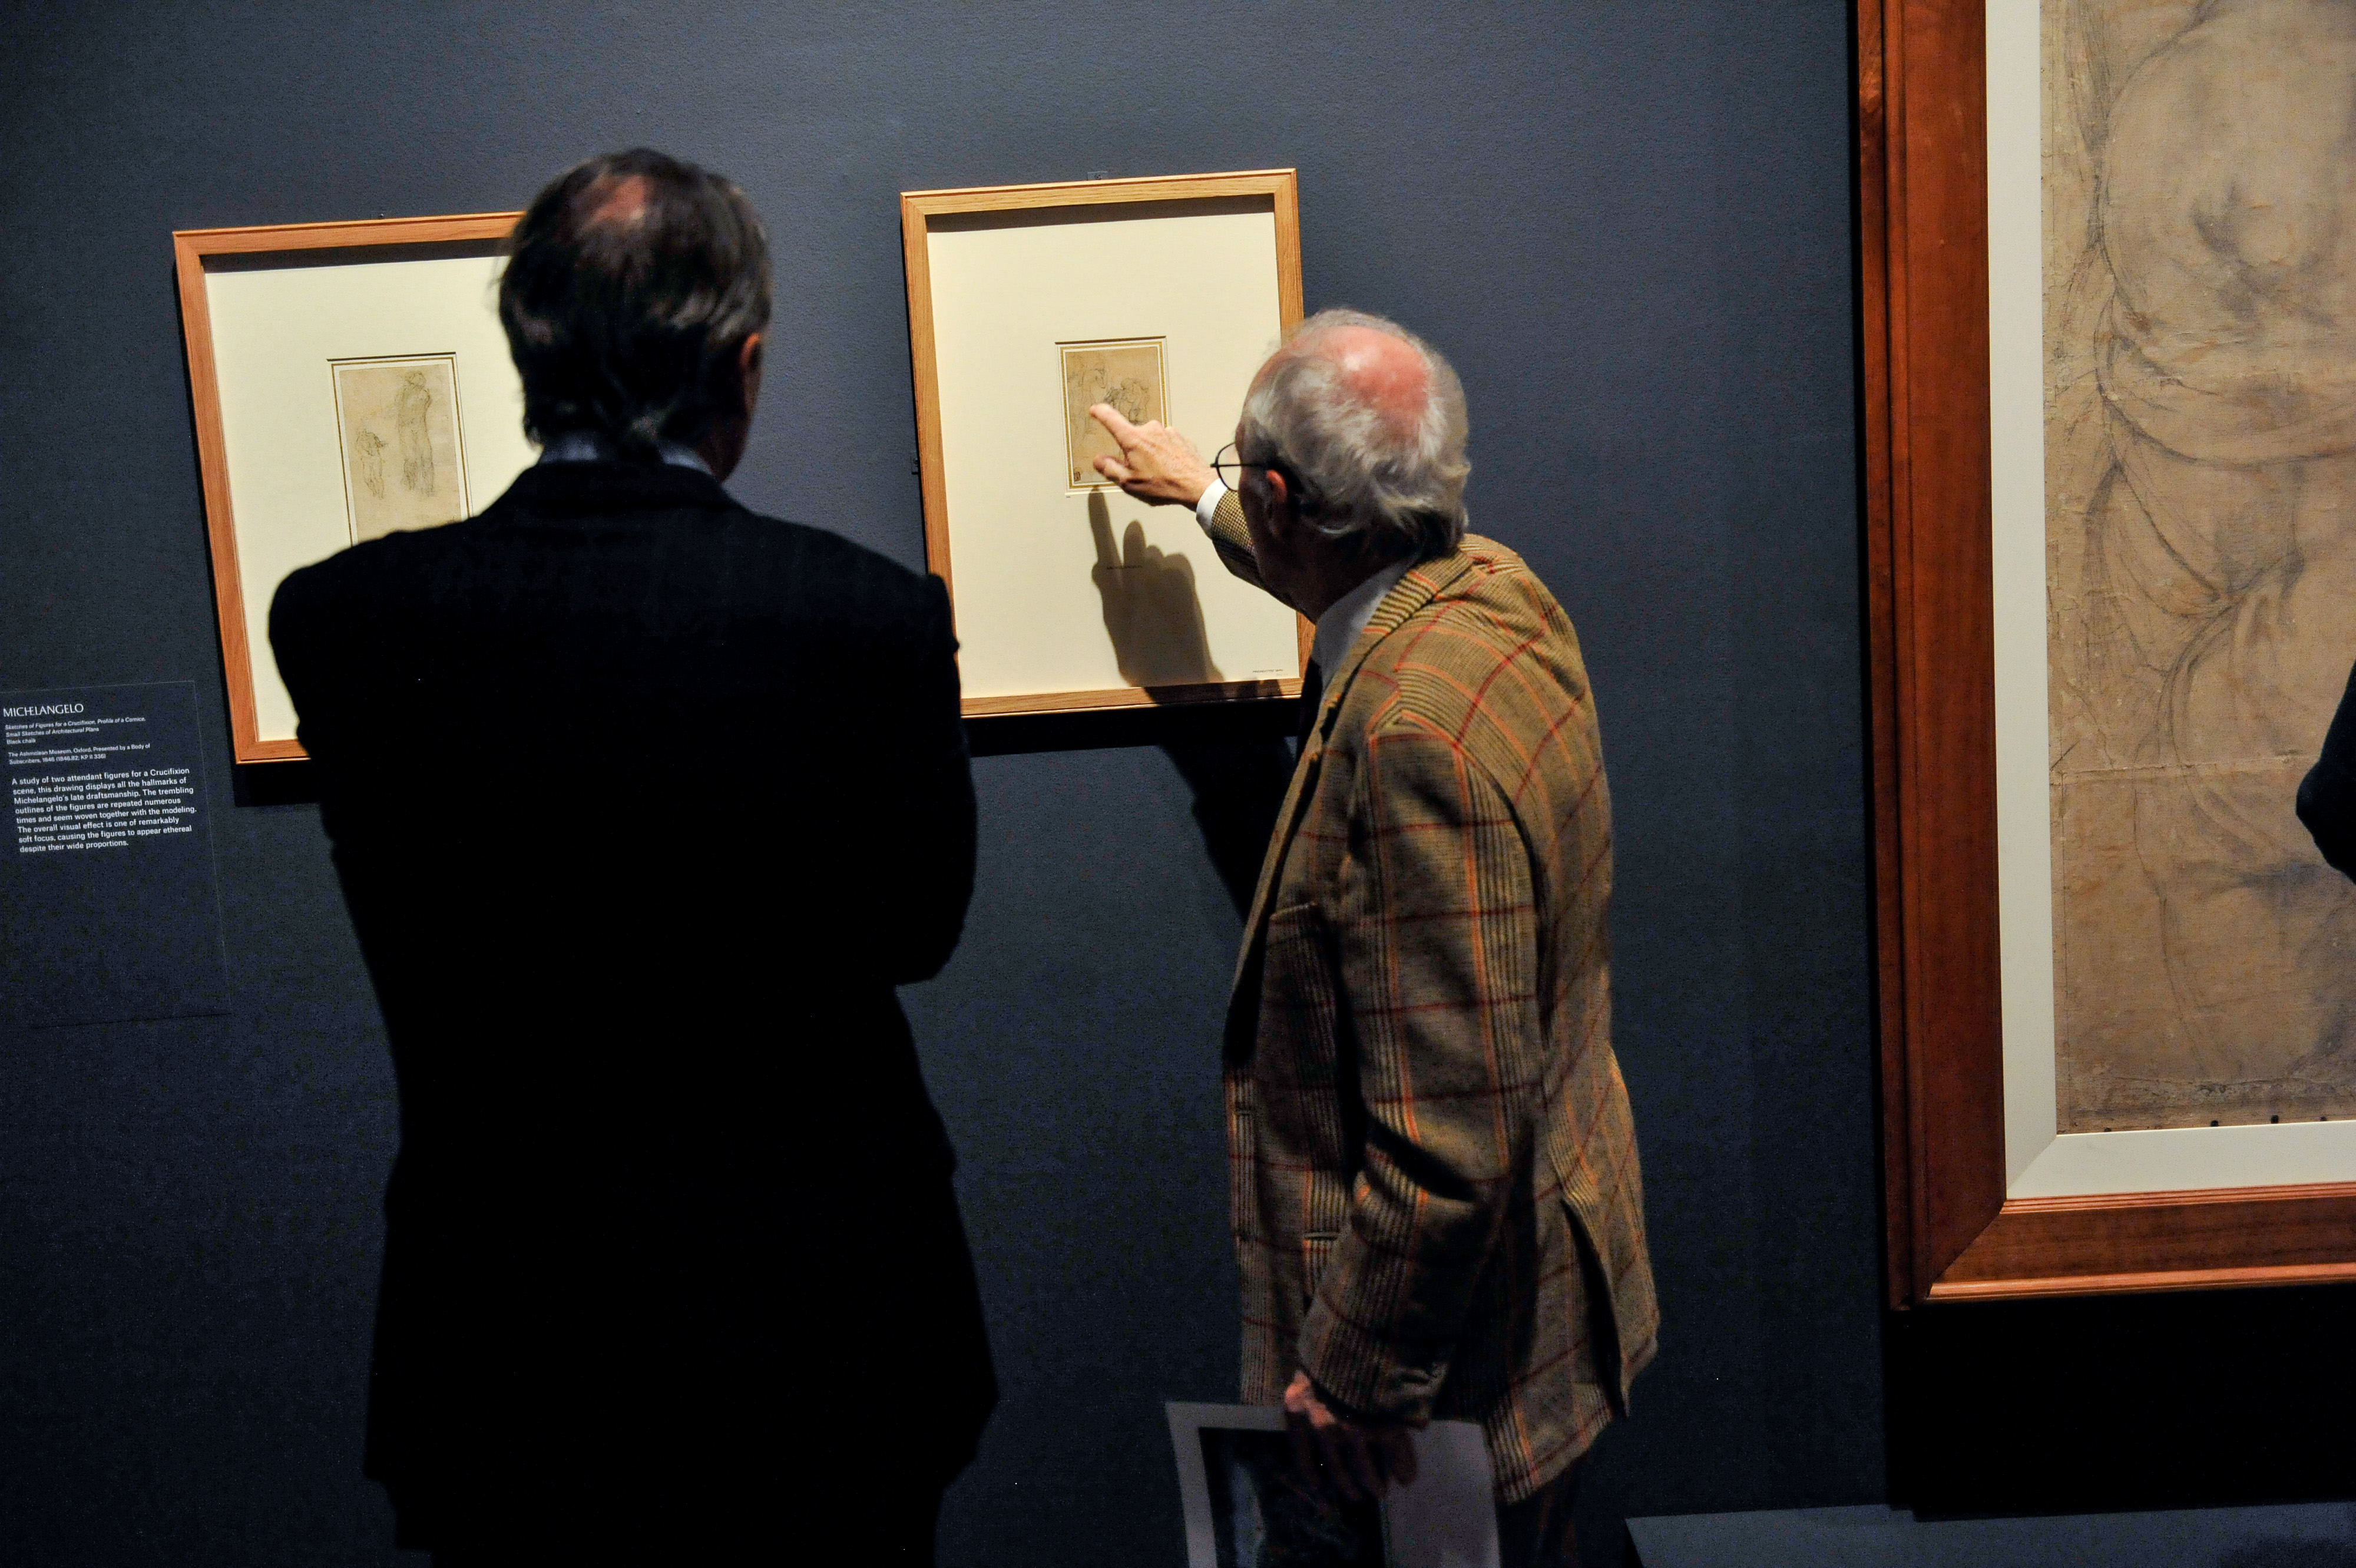 MICHELANGELO
Sketches of Figures for a Crucifixion, Profile of a Cornice,
Small Sketches of Architectural Plans
Black chalk
The Ashmolean Museum, Oxford, Presented by a Body of
Subscribers, 1846 (1846.82; KP II 338)
A study of two attendant figures for a Crucifixion
scene, this drawing displays all the hallmarks of
Michelangelo's late draftsmanship. The trembling
outlines of the figures are repeated numerous
times and seem woven together with the modeling.
The overall visual effect is one of remarkably
soft focus, causing the figures to appear ethereal
despite their wide proportions.